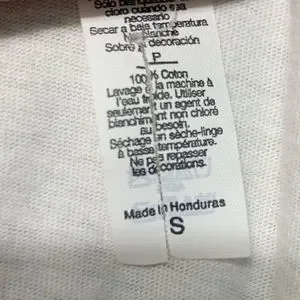 cloro cuando sea
necesario
Secar a baja temperatura
No planche
Sobre la decoración
P
100% Coton
Lavage à la machine à
l'eau froide. Utiliser
seulement un agent de
blanchiment non chloré
au besoin.
Séchage en sèche-linge
à basse température.
Ne pas repasser
les décorations.
Made in Honduras
S